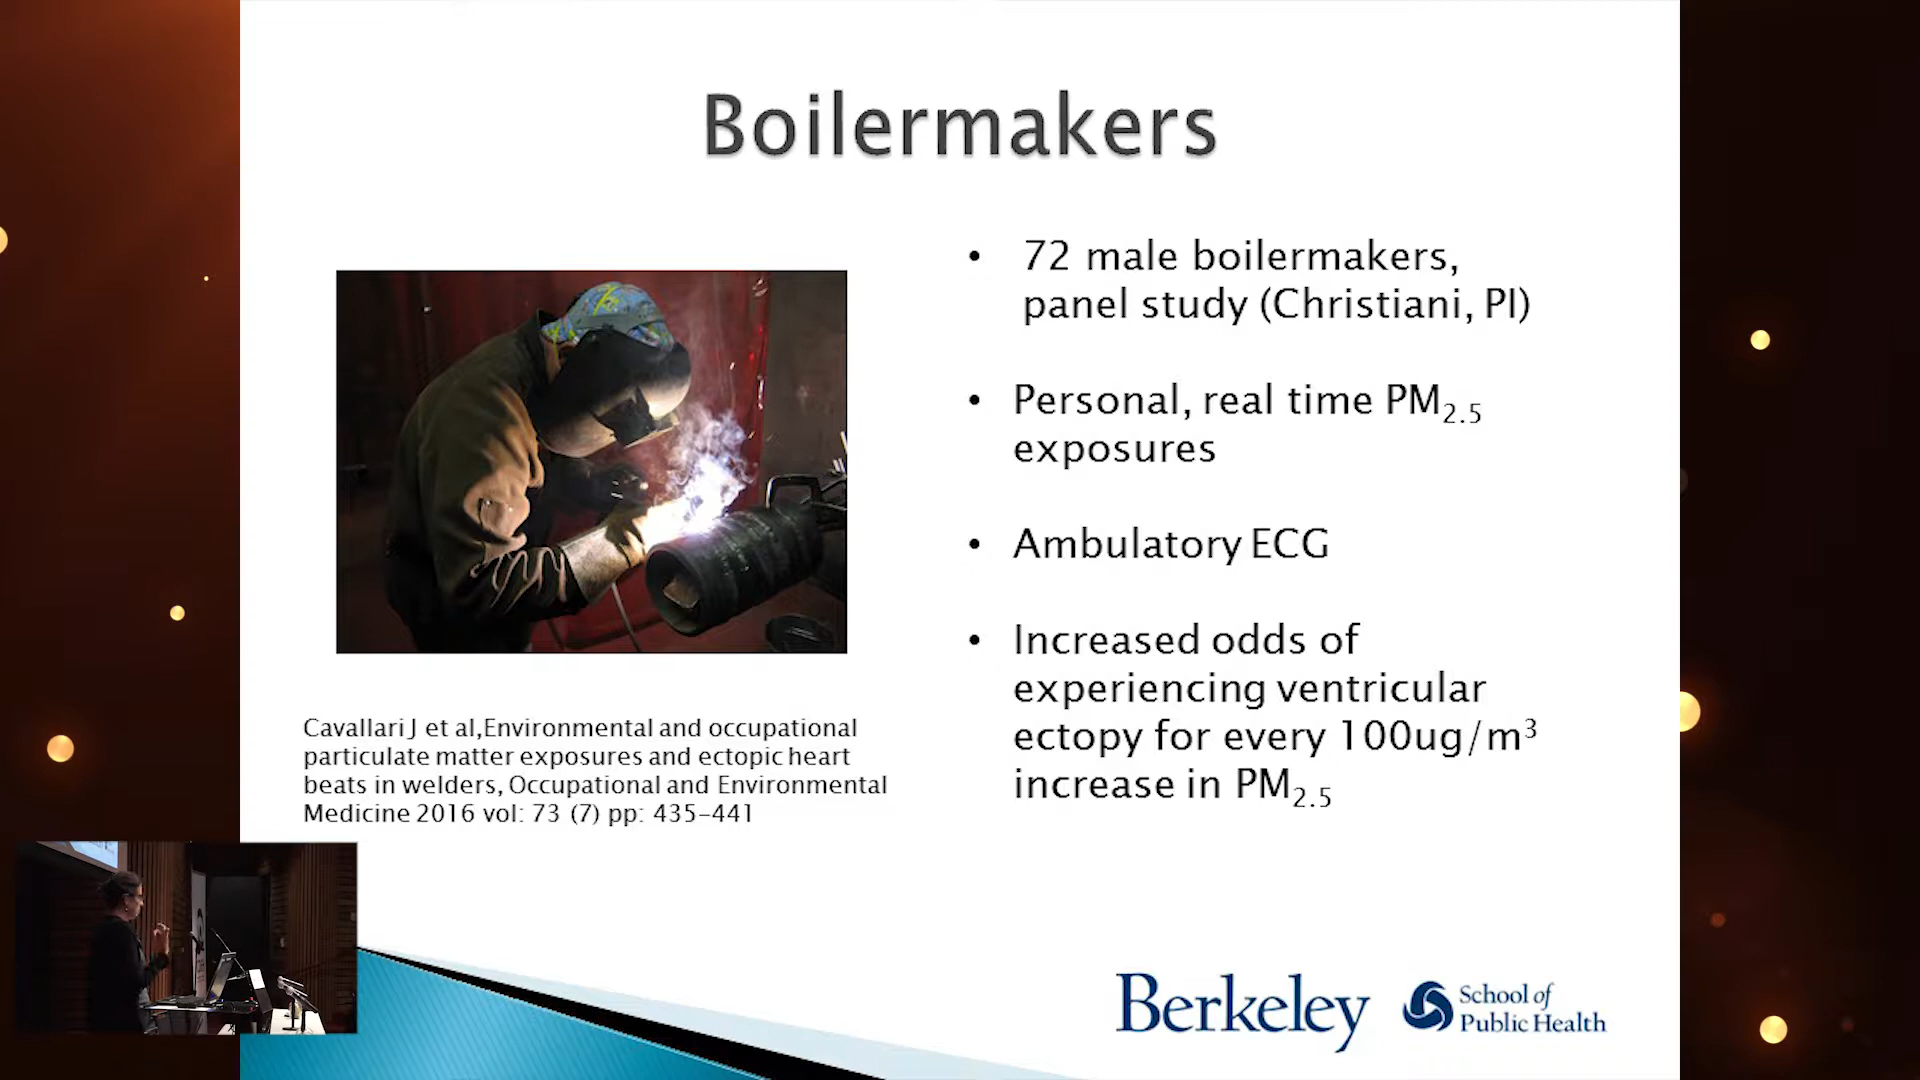 Boilermakers
• 72 male boilermakers,
panel study (Christiani, PI)
• Personal, real time PM2.5
exposures
• Ambulatory ECG
• Increased odds of
experiencing ventricular
ectopy for every 100ug/m³
increase in PM2.5
Cavallari J et al,Environmental and occupational
particulate matter exposures and ectopic heart
beats in welders, Occupational and Environmental
Medicine 2016 vol: 73 (7) pp: 435-441
Berkeley
School of
Public Health